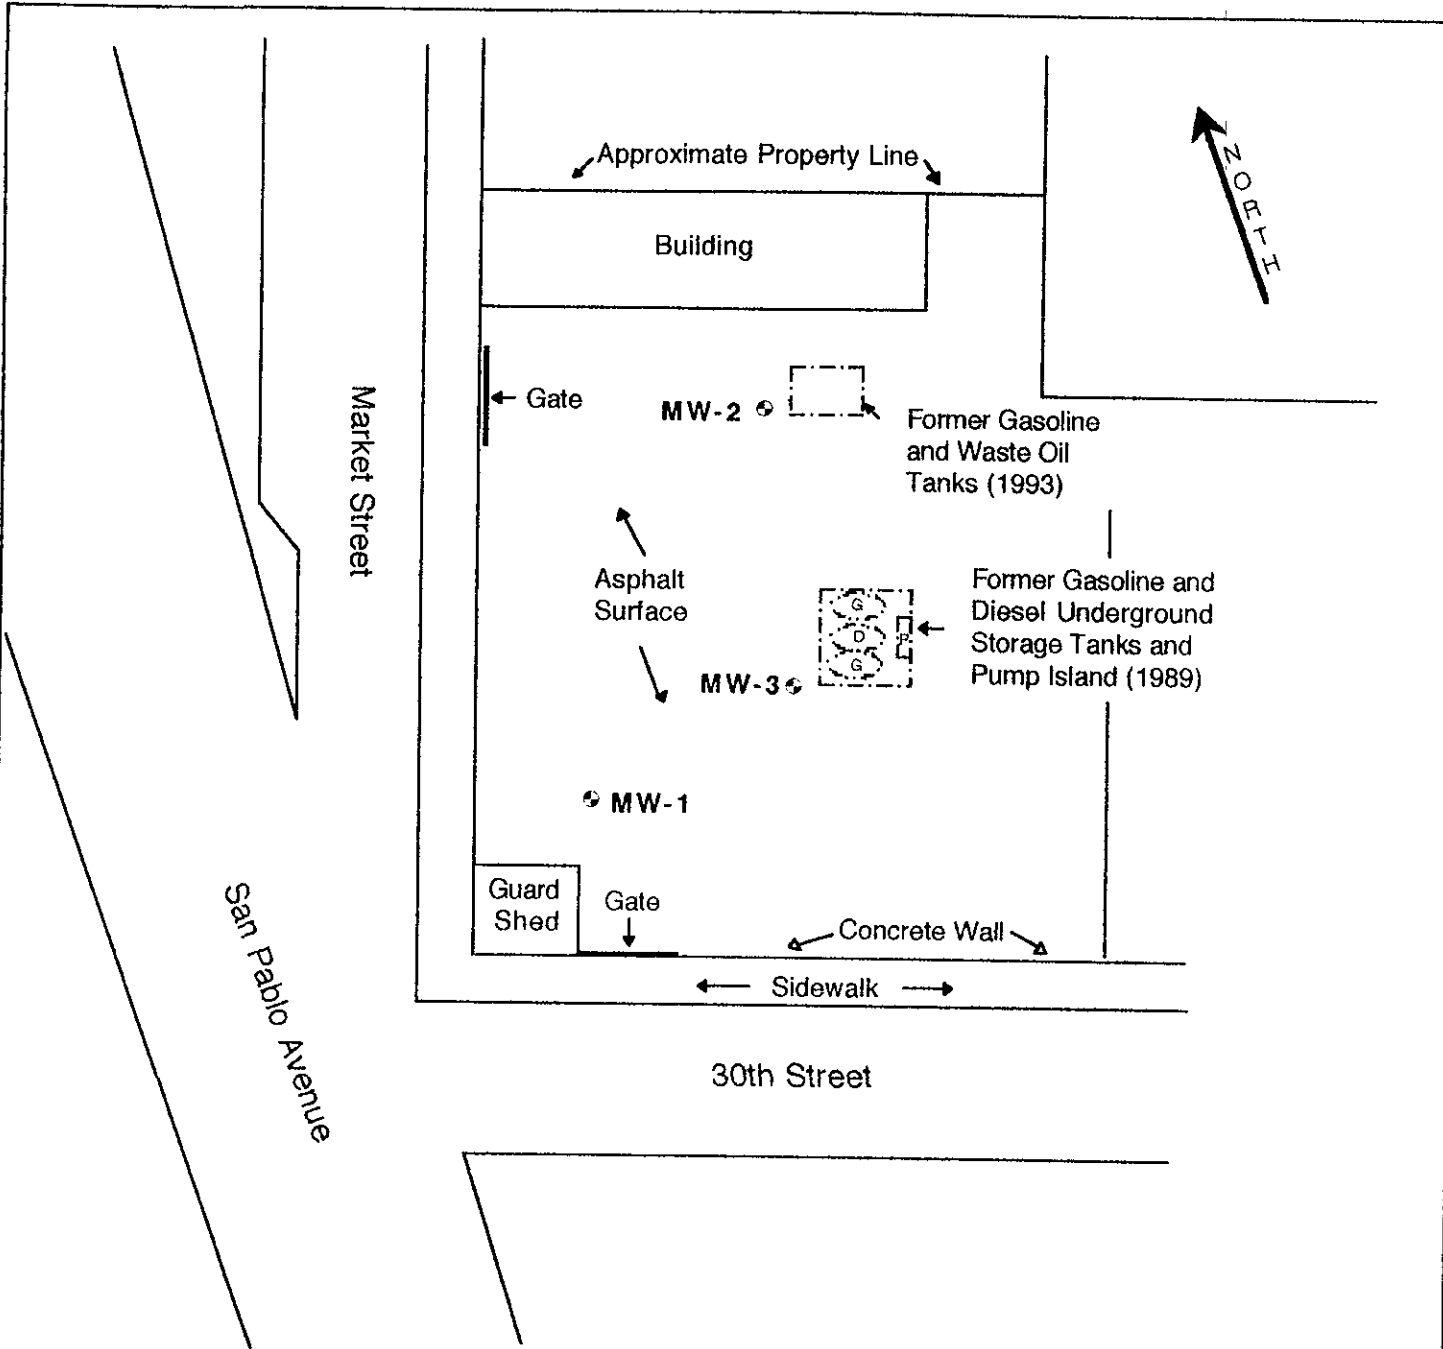 Approximate Property Line
NORTH
Building
Gate
MW-2
Former Gasoline
and Waste Oil
Tanks (1993)
Market Street
Asphalt
Surface
G
D
P
G
Former Gasoline and
Diesel Underground
Storage Tanks and
Pump Island (1989)
MW-3
MW-1
Guard
Shed
Gate
Concrete Wall
Sidewalk
San Pablo Avenue
30th Street